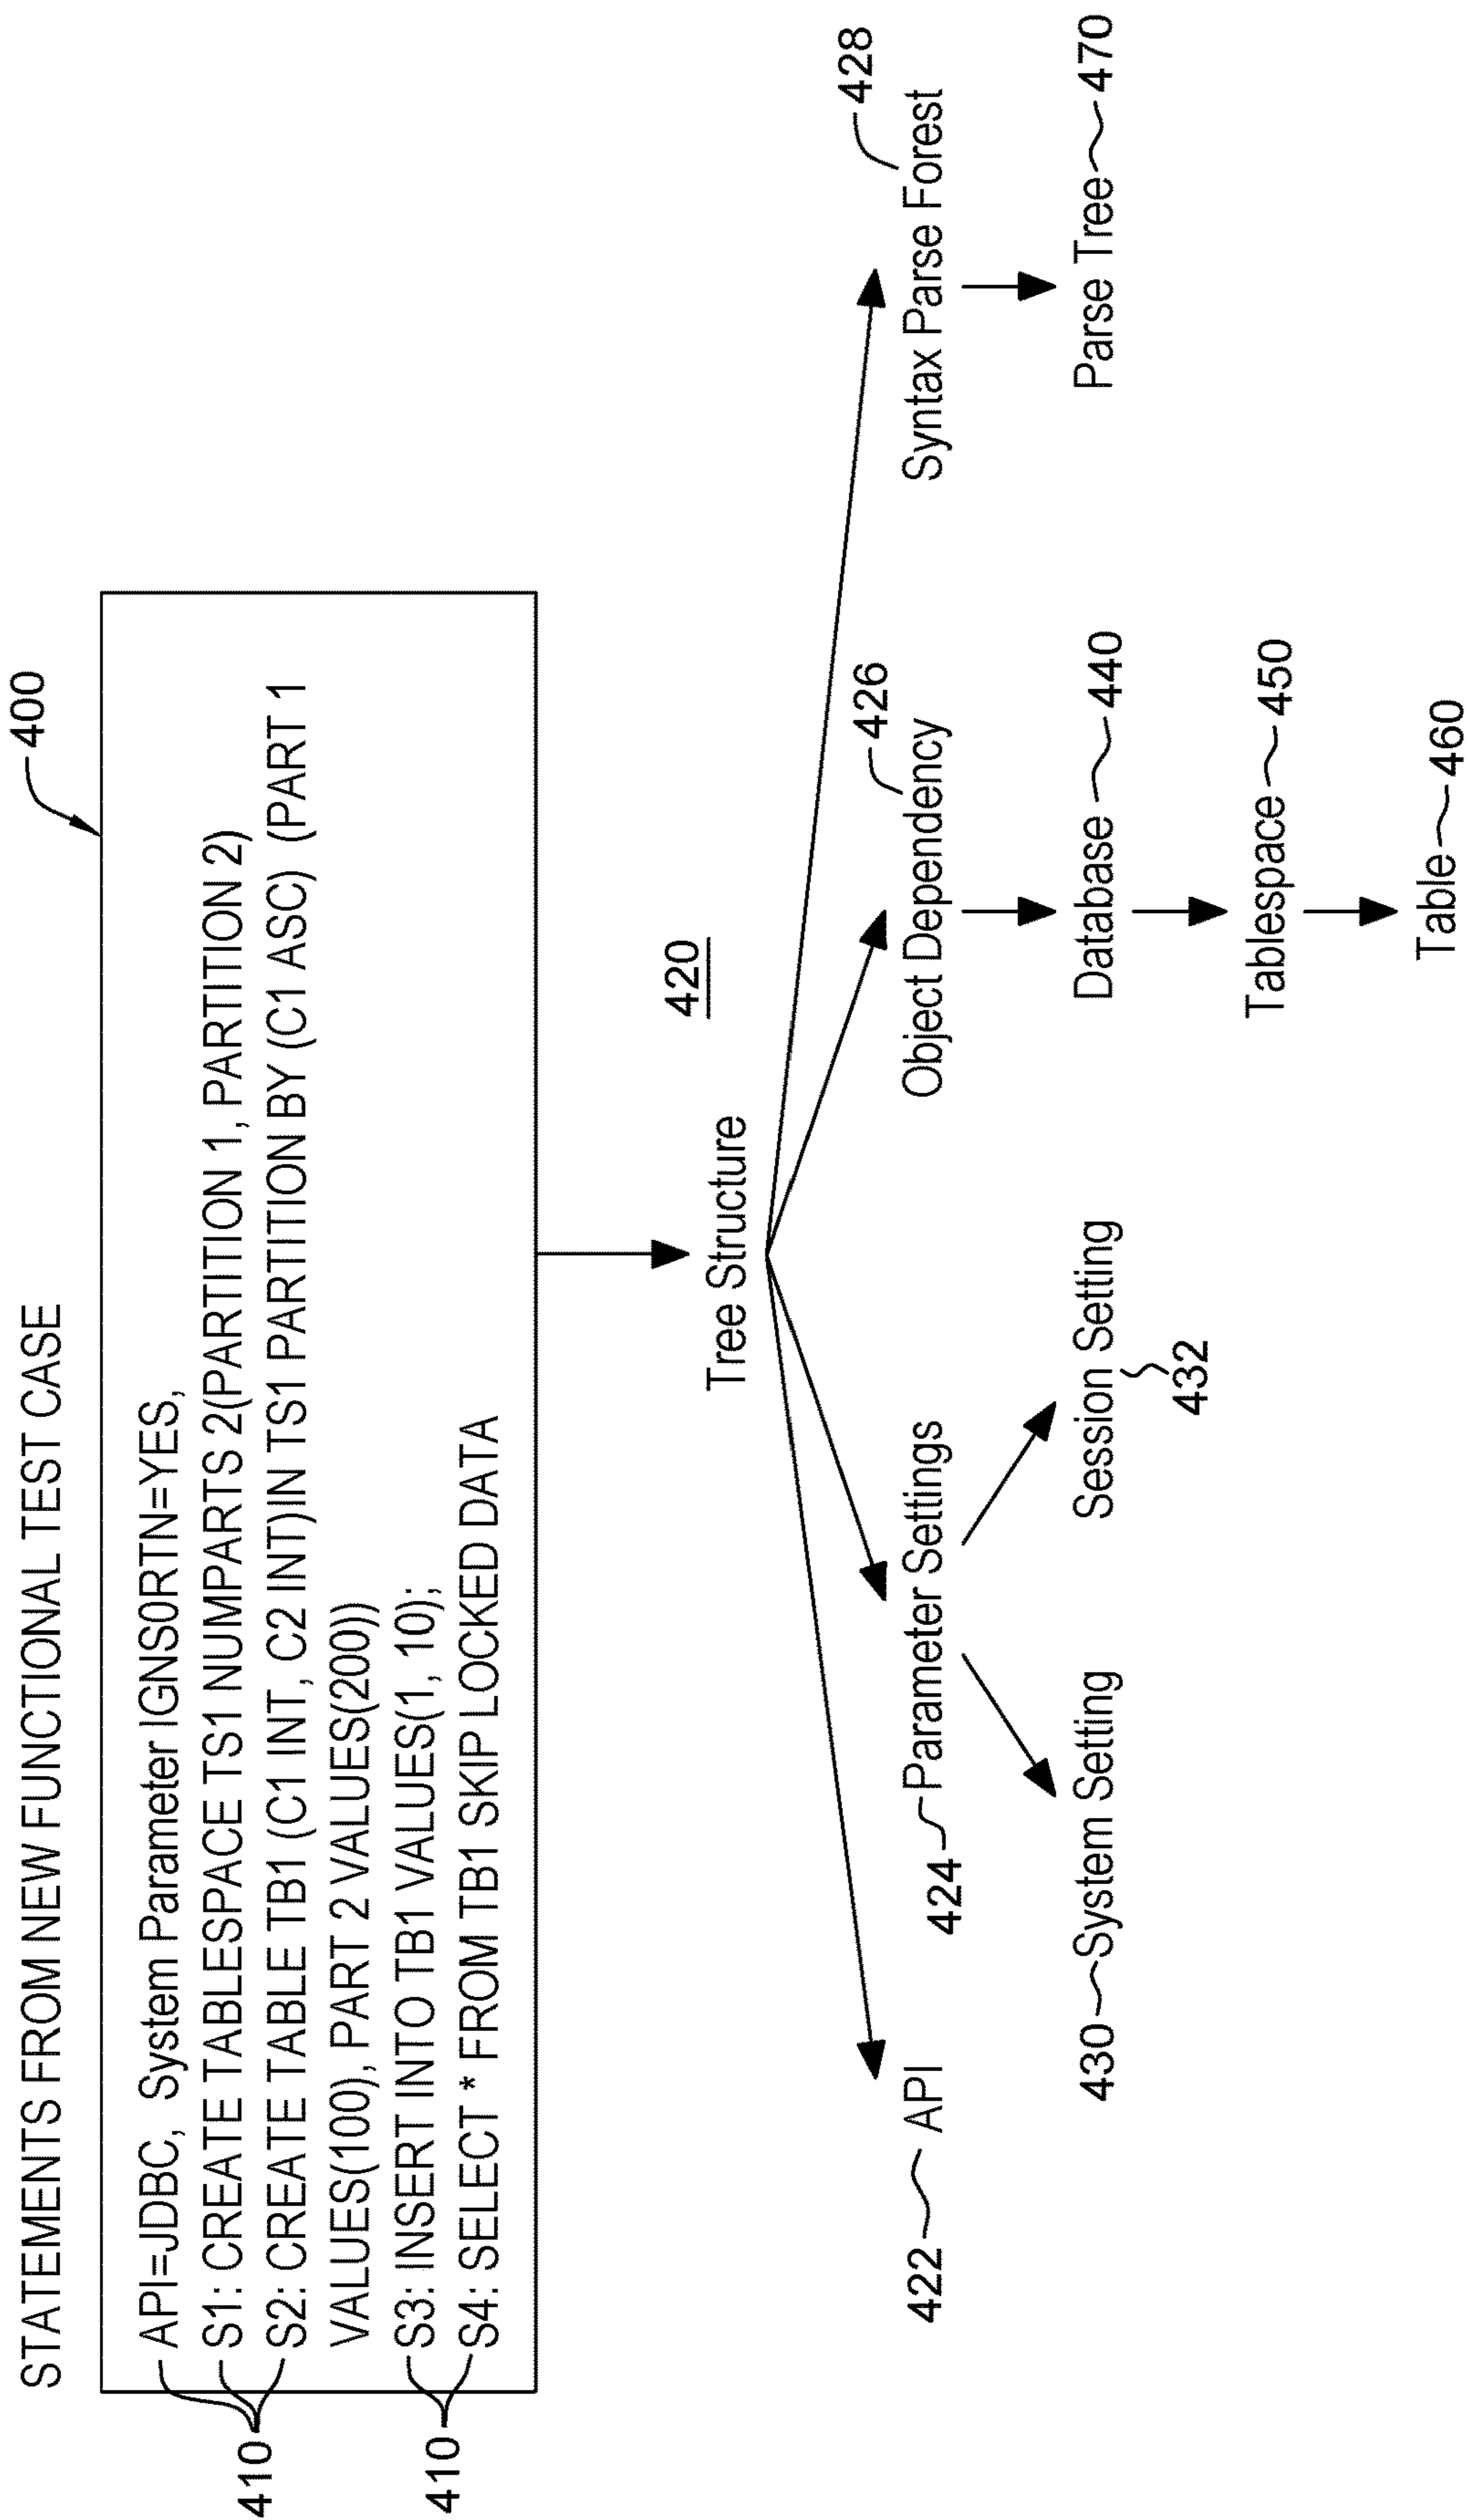 STATEMENTS FROM NEW FUNCTIONAL TEST CASE
400
API=JDBC, System Parameter IGNS0RTN=YES,
S1: CREATE TABLESPACE TS1 NUMPARTS 2(PARTITION 1, PARTITION 2)
S2: CREATE TABLE TB1 (C1 INT, C2 INT)IN TS1 PARTITION BY (C1 ASC) (PART 1
VALUES(100), PART 2 VALUES(200))
S3: INSERT INTO TB1 VALUES(1, 10);
S4: SELECT * FROM TB1 SKIP LOCKED DATA
410
410
420
Tree Structure
422 API
424 Parameter Settings
Object Dependency 426
Syntax Parse Forest 428
430 System Setting
Session Setting
432
Database 440
Parse Tree 470
Tablespace 450
Table 460